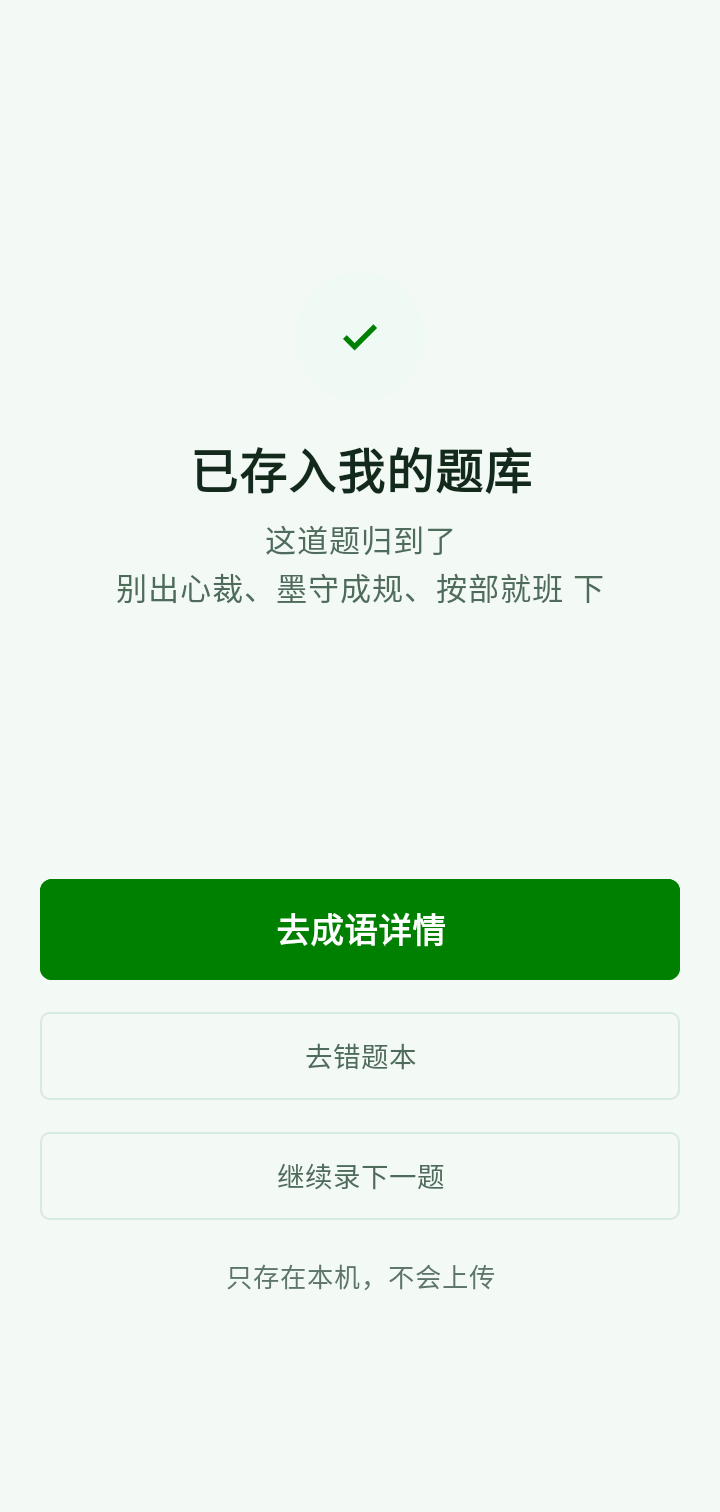 已存入我的题库
这道题归到了
别出心裁、墨守成规、按部就班 下
去成语详情
去错题本
继续录下一题
只存在本机，不会上传